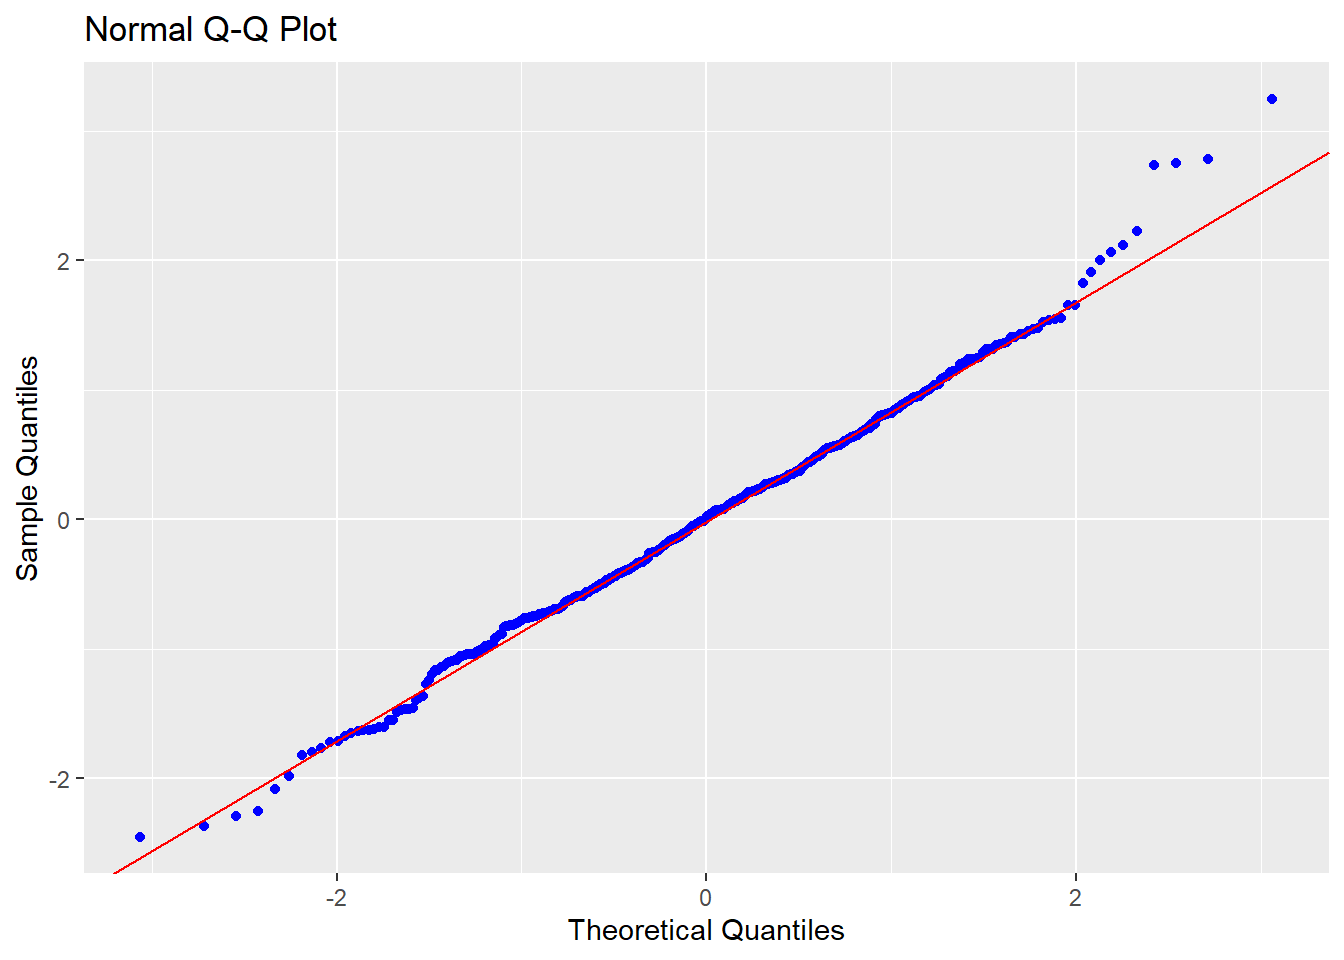 Normal Q-Q Plot
2
0
-2
Sample Quantiles
-2 0 2
Theoretical Quantiles